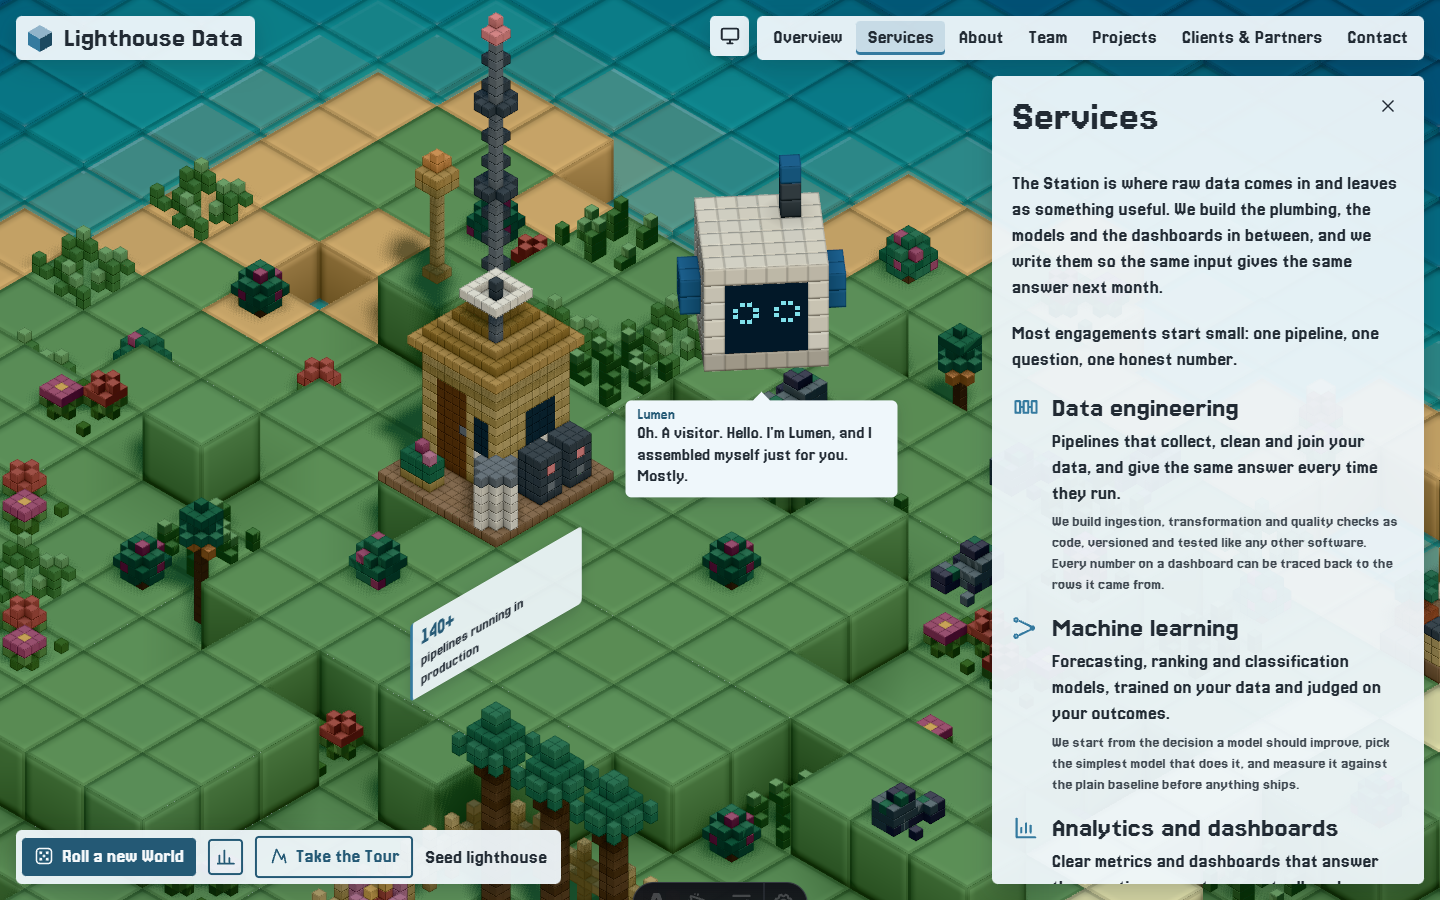 Lighthouse Data
Overview
Services
About
Team
Projects
Clients & Partners
Contact
Services
The Station is where raw data comes in and leaves
as something useful. We build the plumbing, the
models and the dashboards in between, and we
write them so the same input gives the same
answer next month.
Most engagements start small: one pipeline, one
question, one honest number.
Data engineering
Pipelines that collect, clean and join your
data, and give the same answer every time
they run.
We build ingestion, transformation and quality checks as
code, versioned and tested like any other software.
Every number on a dashboard can be traced back to the
rows it came from.
Machine learning
Forecasting, ranking and classification
models, trained on your data and judged on
your outcomes.
We start from the decision a model should improve, pick
the simplest model that does it, and measure it against
the plain baseline before anything ships.
Analytics and dashboards
Clear metrics and dashboards that answer
Lumen
Oh. A visitor. Hello. I'm Lumen, and I
assembled myself just for you.
Mostly.
140+
pipelines running in
production
Roll a new World
Take the Tour
Seed lighthouse